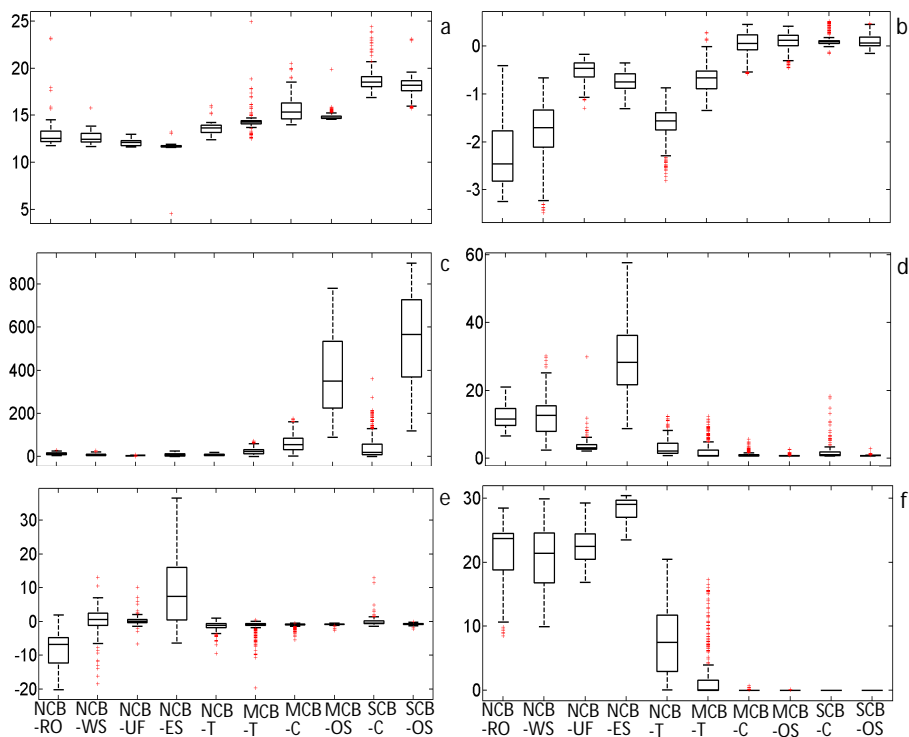 a
25
20
15
10
5
b
0
-1
-2
-3
c
800
600
400
200
0
d
60
40
20
0
e
30
20
10
0
-10
-20
f
30
20
10
0
NCB NCB NCB NCB NCB MCB MCB MCB SCB SCB
-RO -WS -UF -ES -T -T -C -OS -C -OS
NCB NCB NCB NCB NCB MCB MCB MCB SCB SCB
-RO -WS -UF -ES -T -T -C -OS -C -OS